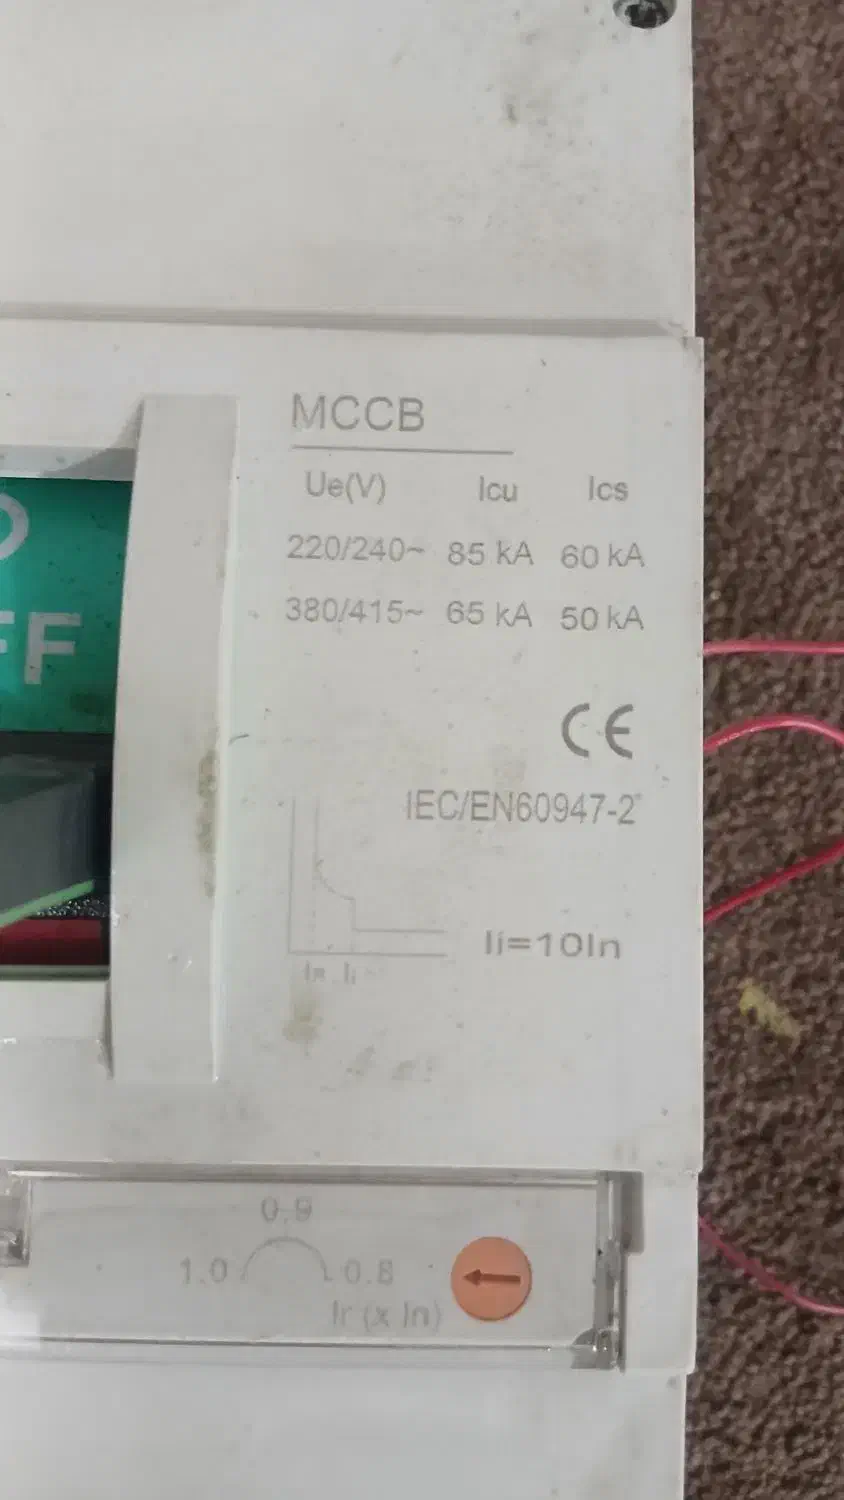 MCCB
Ue(V) Icu Ics
220/240~ 85 kA 60 kA
380/415~ 65 kA 50 kA
FF
CE
IEC/EN60947-2
Ii=10In
Ir Ii
0.9
1.0 0.8
Ir (x In)